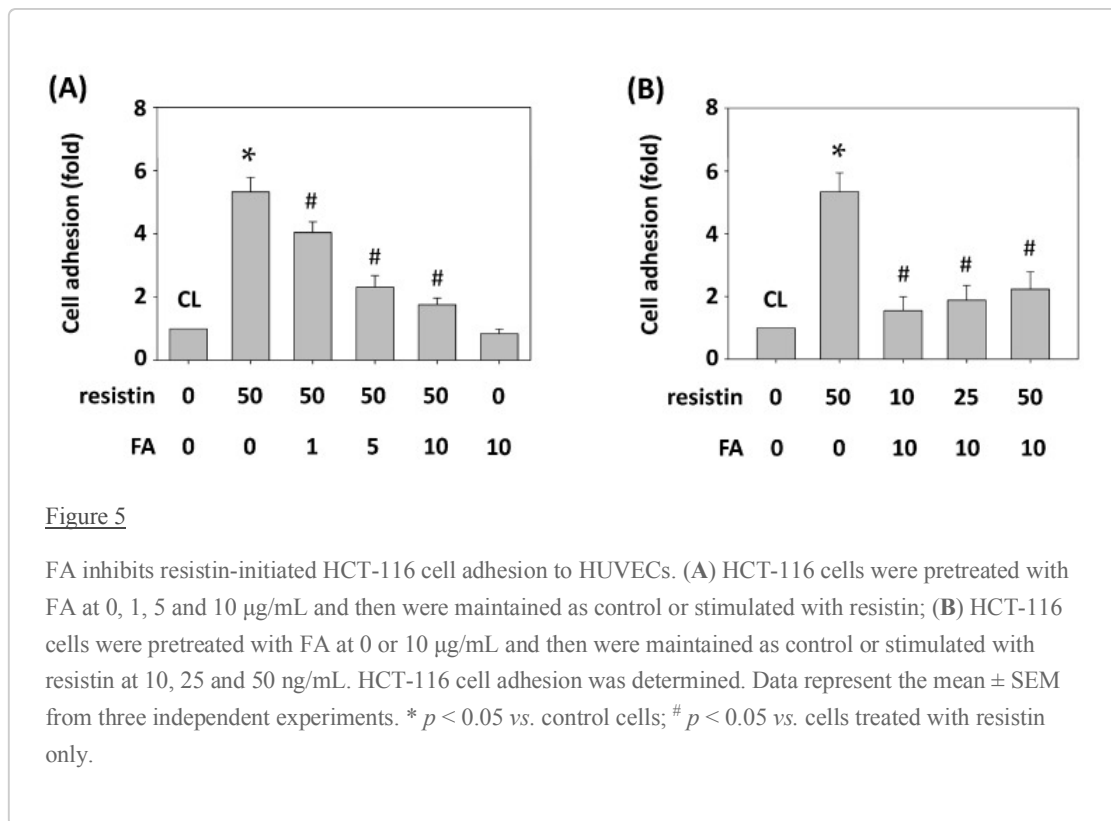 (A)
8
6
4
2
0
Cell adhesion (fold)
CL
*
#
#
#
resistin 0 50 50 50 50 0
FA 0 0 1 5 10 10
(B)
8
6
4
2
0
Cell adhesion (fold)
CL
*
#
#
#
resistin 0 50 10 25 50
FA 0 0 10 10 10
Figure 5
FA inhibits resistin-initiated HCT-116 cell adhesion to HUVECs. (A) HCT-116 cells were pretreated with
FA at 0, 1, 5 and 10 μg/mL and then were maintained as control or stimulated with resistin; (B) HCT-116
cells were pretreated with FA at 0 or 10 μg/mL and then were maintained as control or stimulated with
resistin at 10, 25 and 50 ng/mL. HCT-116 cell adhesion was determined. Data represent the mean ± SEM
from three independent experiments. * p < 0.05 vs. control cells; # p < 0.05 vs. cells treated with resistin
only.